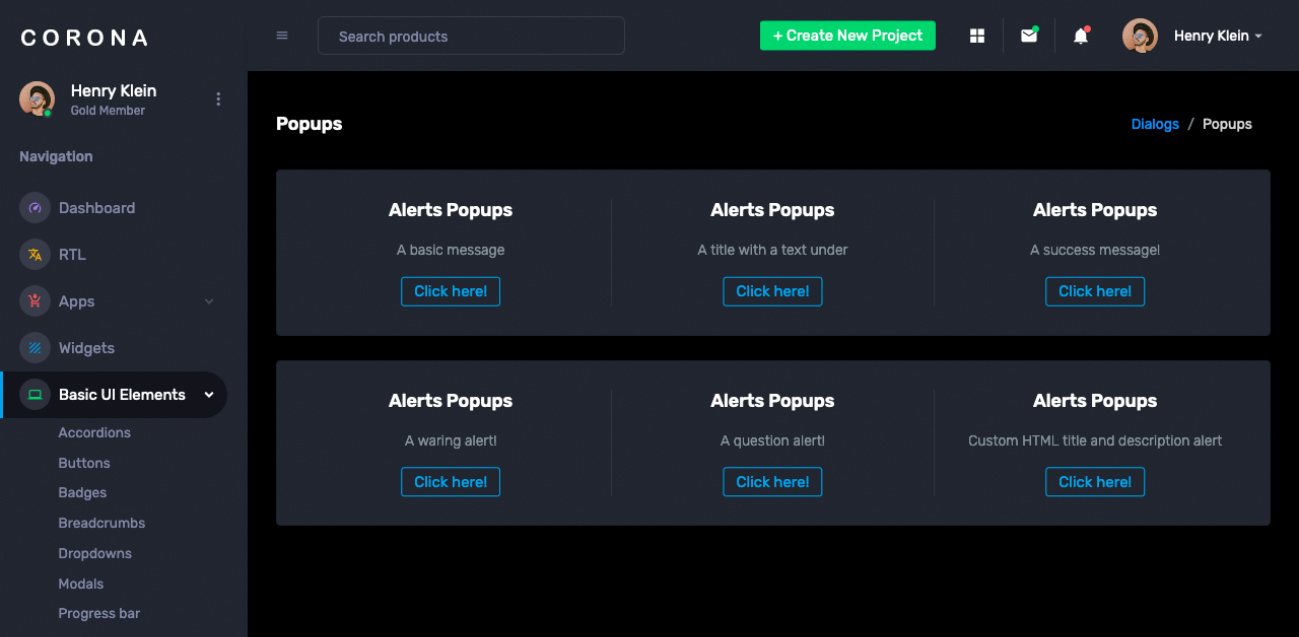 CORONA
Search products
+ Create New Project
Henry Klein
Henry Klein
Gold Member
Navigation
Dashboard
RTL
Apps
Widgets
Basic UI Elements
Accordions
Buttons
Badges
Breadcrumbs
Dropdowns
Modals
Progress bar
Popups
Dialogs / Popups
Alerts Popups
A basic message
Click here!
Alerts Popups
A title with a text under
Click here!
Alerts Popups
A success message!
Click here!
Alerts Popups
A waring alert!
Click here!
Alerts Popups
A question alert!
Click here!
Alerts Popups
Custom HTML title and description alert
Click here!